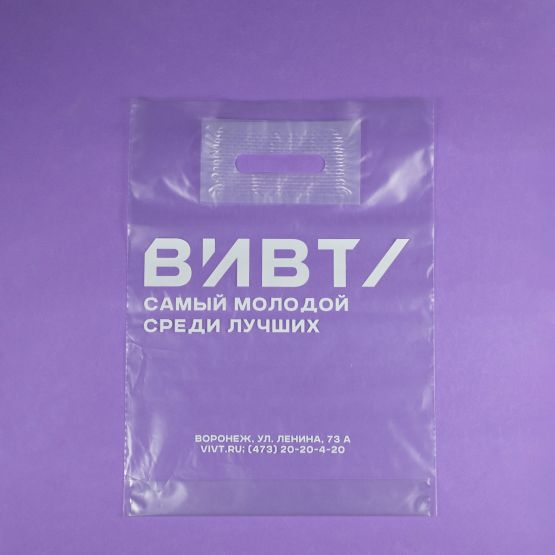 ВИВТ/
САМЫЙ МОЛОДОЙ
СРЕДИ ЛУЧШИХ
ВОРОНЕЖ, УЛ. ЛЕНИНА, 73 А
VIVT.RU; (473) 20-20-4-20